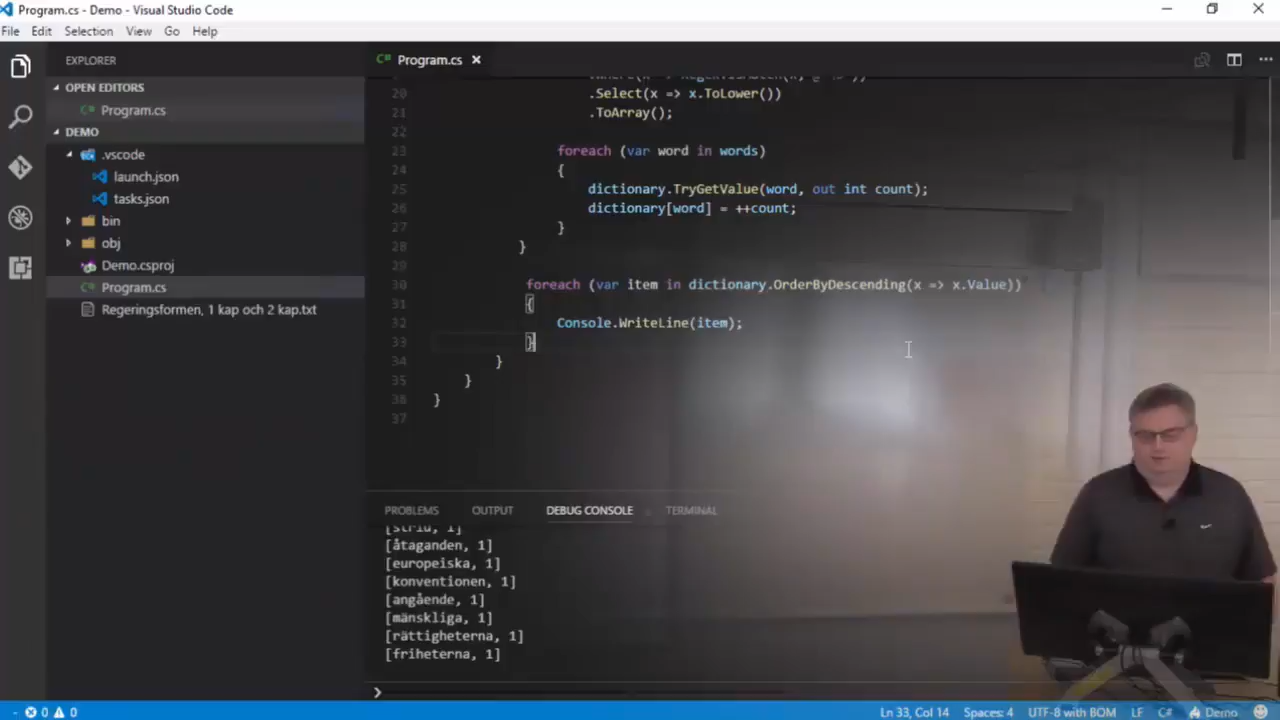 Program.cs - Demo - Visual Studio Code
File Edit Selection View Go Help
EXPLORER
OPEN EDITORS
Program.cs
DEMO
.vscode
launch.json
tasks.json
bin
obj
Demo.csproj
Program.cs
Regeringsformen, 1 kap och 2 kap.txt
C# Program.cs
20 .Select(x => x.ToLower())
21 .ToArray();
22
23 foreach (var word in words)
24 {
25 dictionary.TryGetValue(word, out int count);
26 dictionary[word] = ++count;
27 }
28 }
29
30 foreach (var item in dictionary.OrderByDescending(x => x.Value))
31 {
32 Console.WriteLine(item);
33 }
34 }
35 }
36 }
37
PROBLEMS OUTPUT DEBUG CONSOLE TERMINAL
[åtaganden, 1]
[europeiska, 1]
[konventionen, 1]
[angående, 1]
[mänskliga, 1]
[rättigheterna, 1]
[friheterna, 1]
0 0 Ln 33, Col 14 Spaces: 4 UTF-8 with BOM LF C# Demo